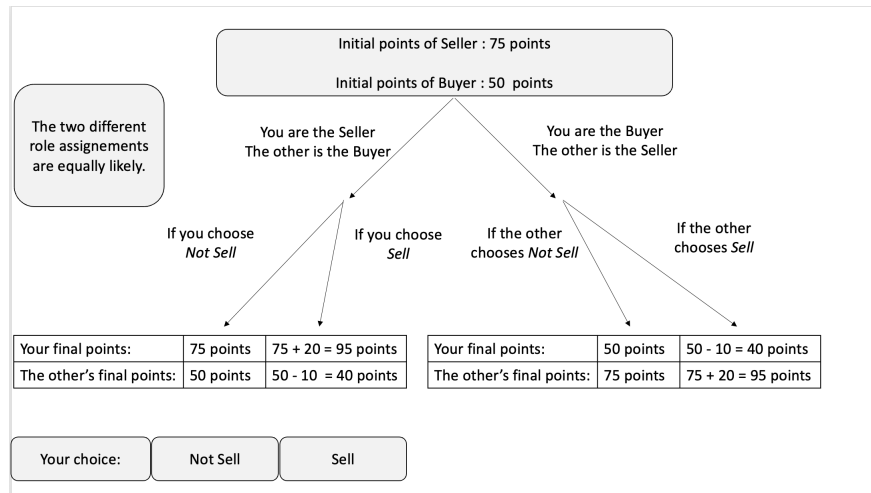 Initial points of Seller : 75 points
Initial points of Buyer : 50 points
The two different
role assignements
are equally likely.
You are the Seller
The other is the Buyer
You are the Buyer
The other is the Seller
If you choose
Not Sell
If you choose
Sell
If the other
chooses Not Sell
If the other
chooses Sell
Your final points: 75 points 75 + 20 = 95 points
The other’s final points: 50 points 50 - 10 = 40 points
Your final points: 50 points 50 - 10 = 40 points
The other’s final points: 75 points 75 + 20 = 95 points
Your choice: Not Sell Sell